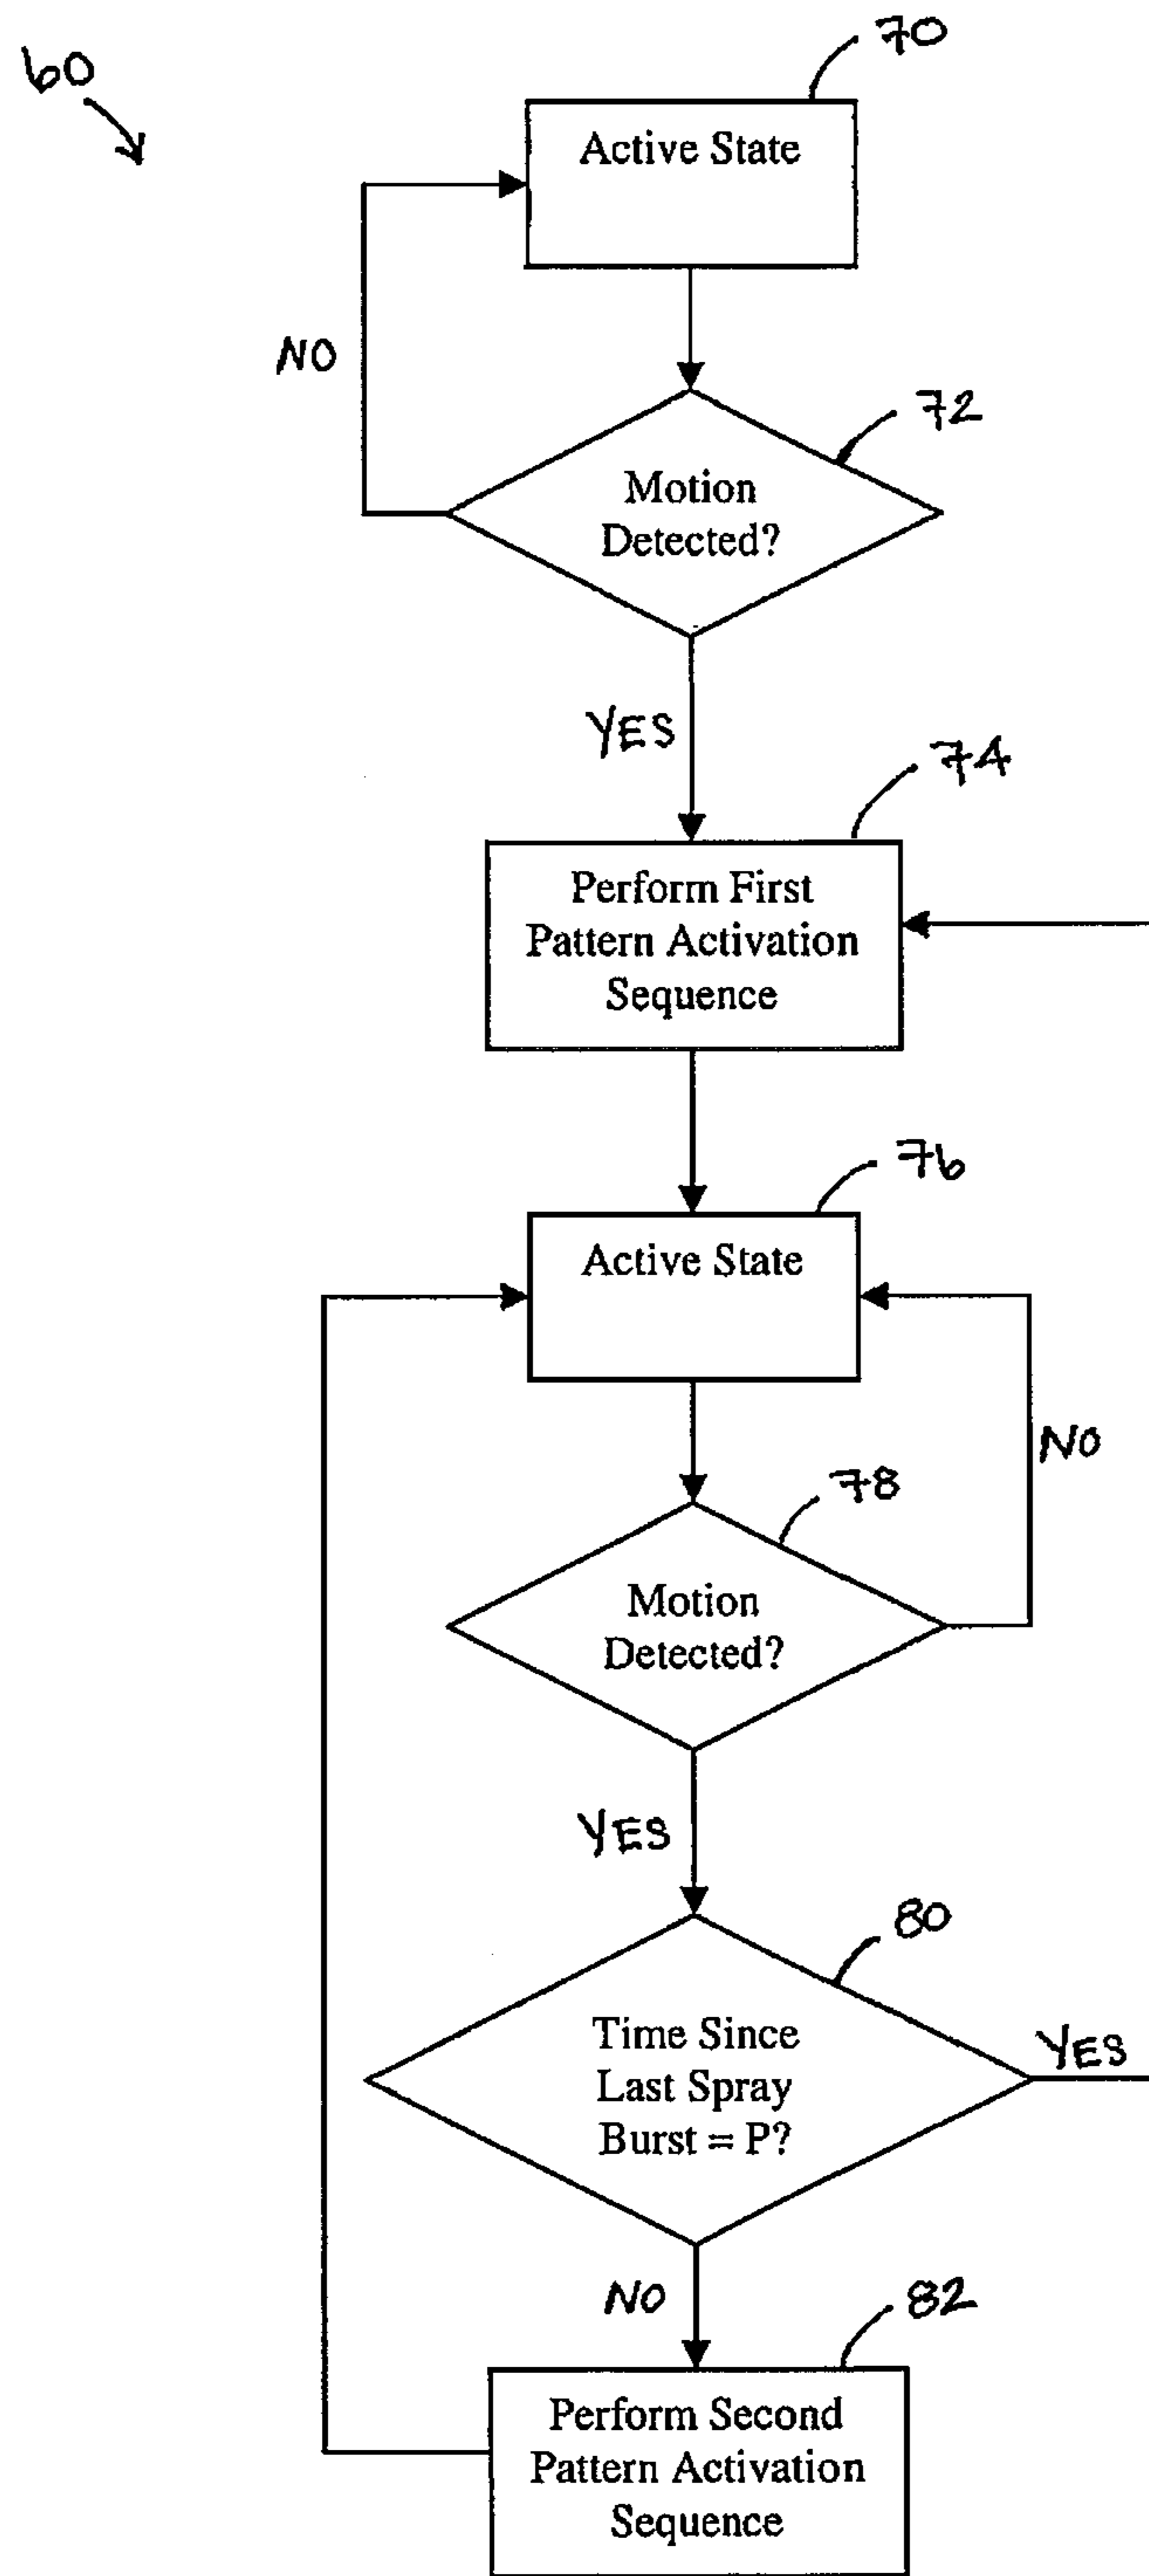 60
70
Active State
NO
72
Motion
Detected?
YES
74
Perform First
Pattern Activation
Sequence
76
Active State
NO
78
Motion
Detected?
YES
80
Time Since
Last Spray
Burst = P?
YES
NO
82
Perform Second
Pattern Activation
Sequence